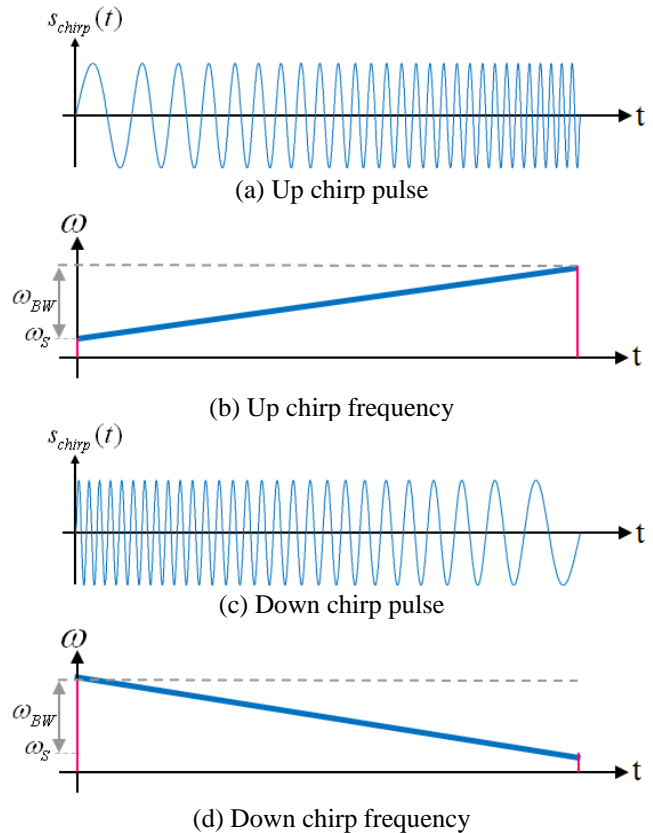 s_chirp(t)
t
(a) Up chirp pulse
ω
ω_BW
ω_S
t
(b) Up chirp frequency
s_chirp(t)
t
(c) Down chirp pulse
ω
ω_BW
ω_S
t
(d) Down chirp frequency